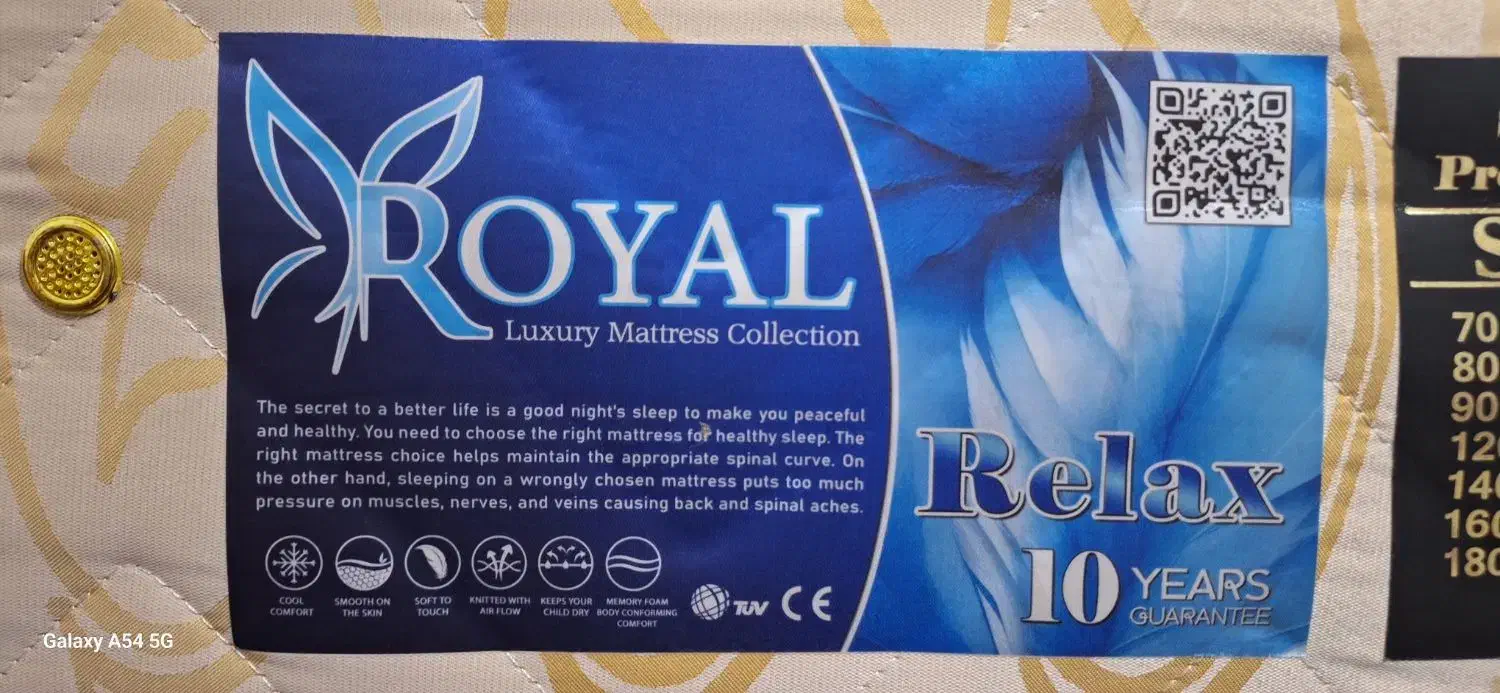 ROYAL
Luxury Mattress Collection
The secret to a better life is a good night's sleep to make you peaceful
and healthy. You need to choose the right mattress for healthy sleep. The
right mattress choice helps maintain the appropriate spinal curve. On
the other hand, sleeping on a wrongly chosen mattress puts too much
pressure on muscles, nerves, and veins causing back and spinal aches.
COOL
COMFORT
SMOOTH ON
THE SKIN
SOFT TO
TOUCH
KNITTED WITH
AIR FLOW
KEEPS YOUR
CHILD DRY
MEMORY FOAM
BODY CONFORMING
COMFORT
TUV CE
Relax
10 YEARS
GUARANTEE
70
80
90
Galaxy A54 5G